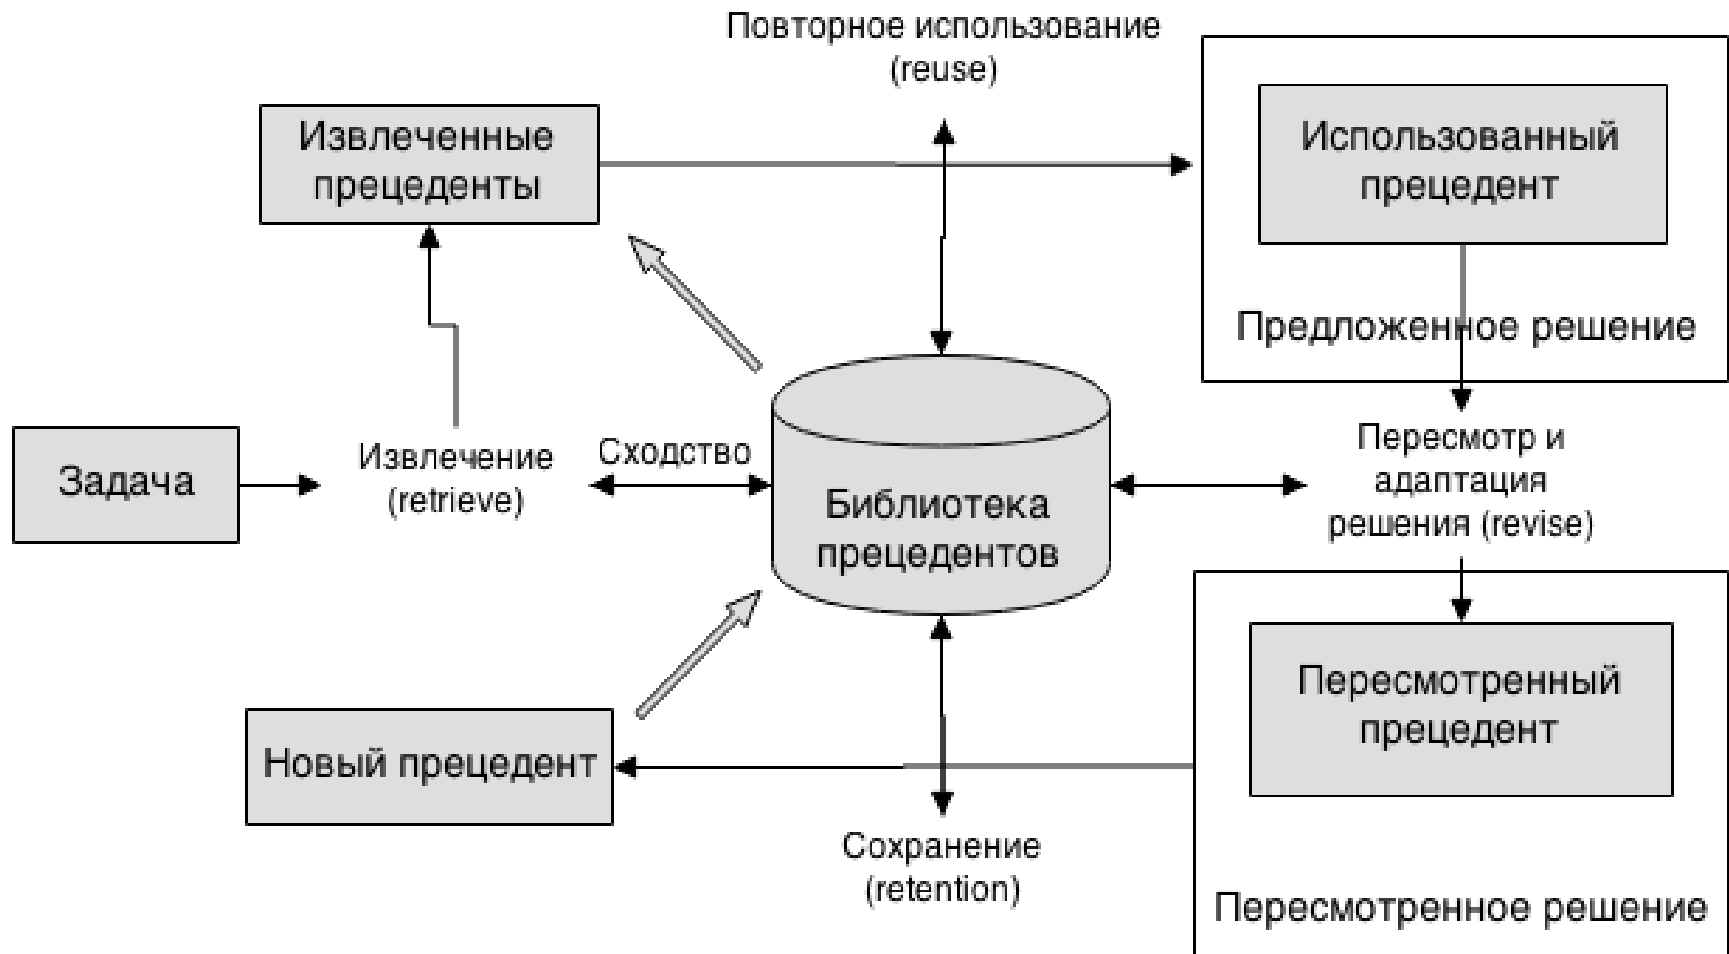 Повторное использование
(reuse)
Извлеченные
прецеденты
Использованный
прецедент
Предложенное решение
Задача
Извлечение
(retrieve)
Сходство
Библиотека
прецедентов
Пересмотр и
адаптация
решения (revise)
Пересмотренный
прецедент
Новый прецедент
Сохранение
(retention)
Пересмотренное решение